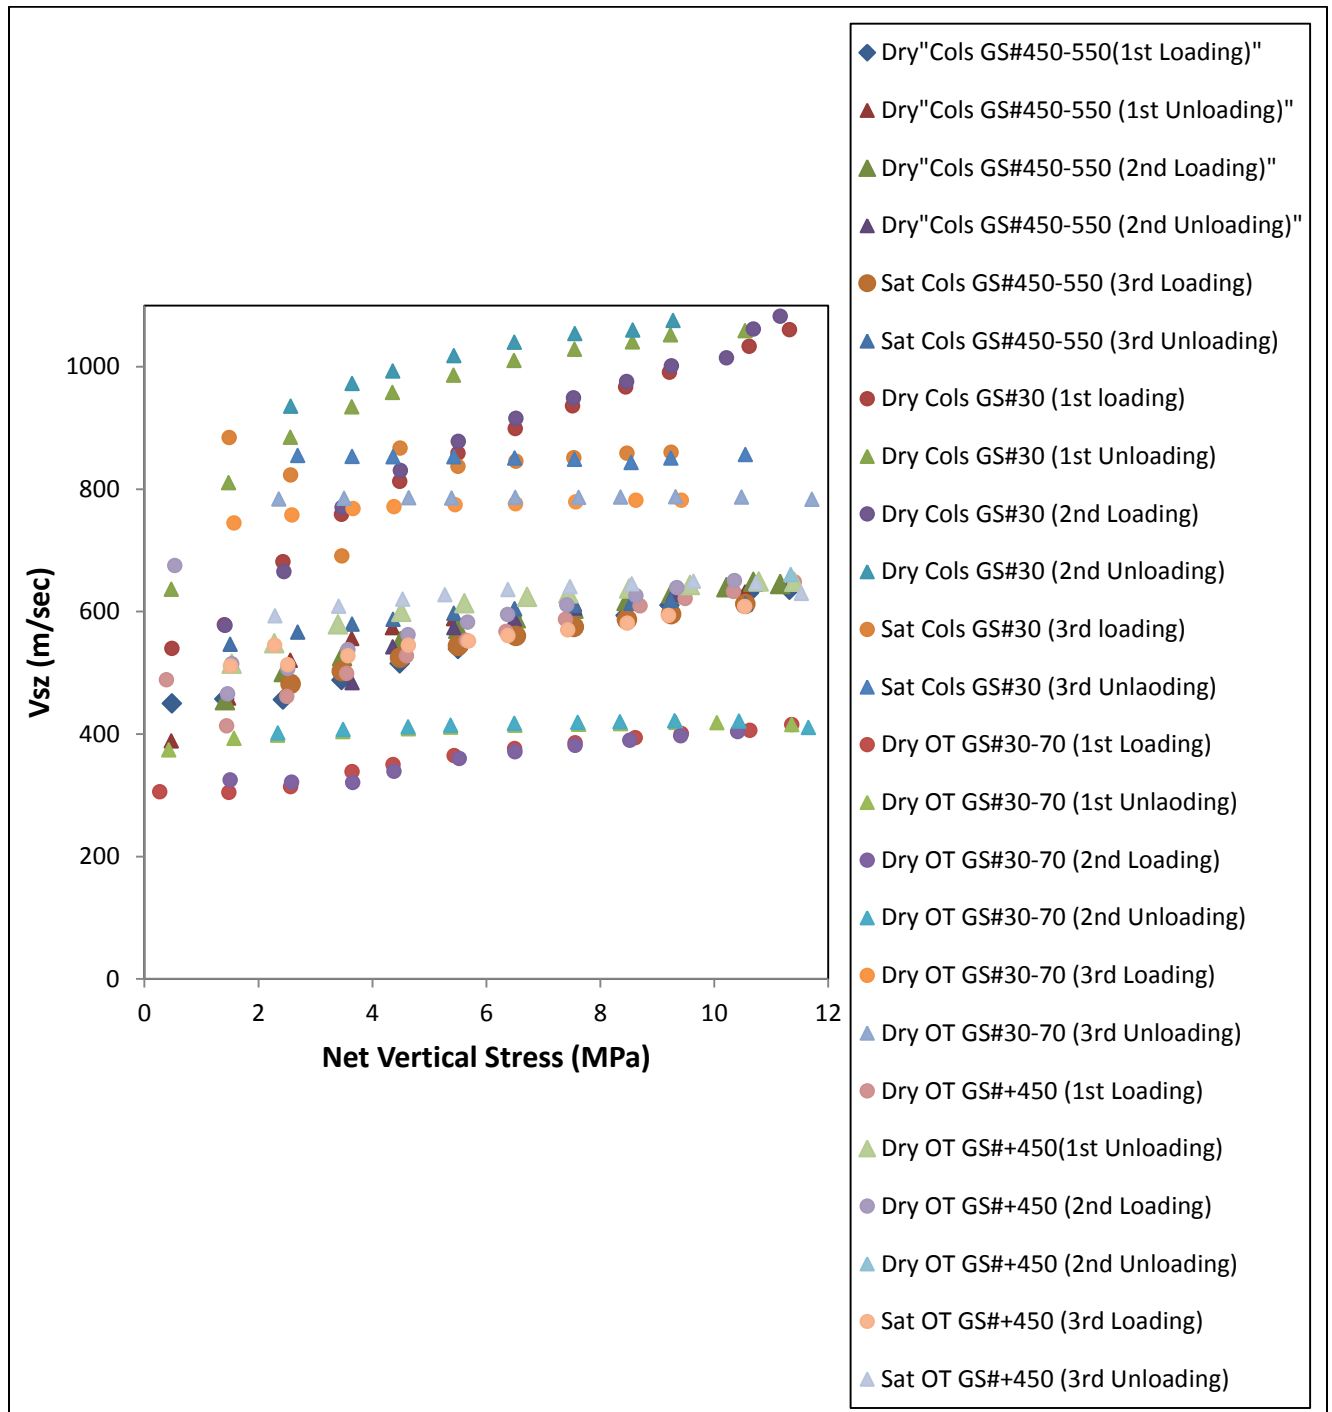 Dry"Cols GS#450-550(1st Loading)"
Dry"Cols GS#450-550 (1st Unloading)"
Dry"Cols GS#450-550 (2nd Loading)"
Dry"Cols GS#450-550 (2nd Unloading)"
Sat Cols GS#450-550 (3rd Loading)
Sat Cols GS#450-550 (3rd Unloading)
Dry Cols GS#30 (1st loading)
Dry Cols GS#30 (1st Unloading)
Dry Cols GS#30 (2nd Loading)
Dry Cols GS#30 (2nd Unloading)
Sat Cols GS#30 (3rd loading)
Sat Cols GS#30 (3rd Unlaoding)
Dry OT GS#30-70 (1st Loading)
Dry OT GS#30-70 (1st Unlaoding)
Dry OT GS#30-70 (2nd Loading)
Dry OT GS#30-70 (2nd Unloading)
Dry OT GS#30-70 (3rd Loading)
Dry OT GS#30-70 (3rd Unloading)
Dry OT GS#+450 (1st Loading)
Dry OT GS#+450(1st Unloading)
Dry OT GS#+450 (2nd Loading)
Dry OT GS#+450 (2nd Unloading)
Sat OT GS#+450 (3rd Loading)
Sat OT GS#+450 (3rd Unloading)
1000
800
600
400
200
0
Vsz (m/sec)
0 2 4 6 8 10 12
Net Vertical Stress (MPa)